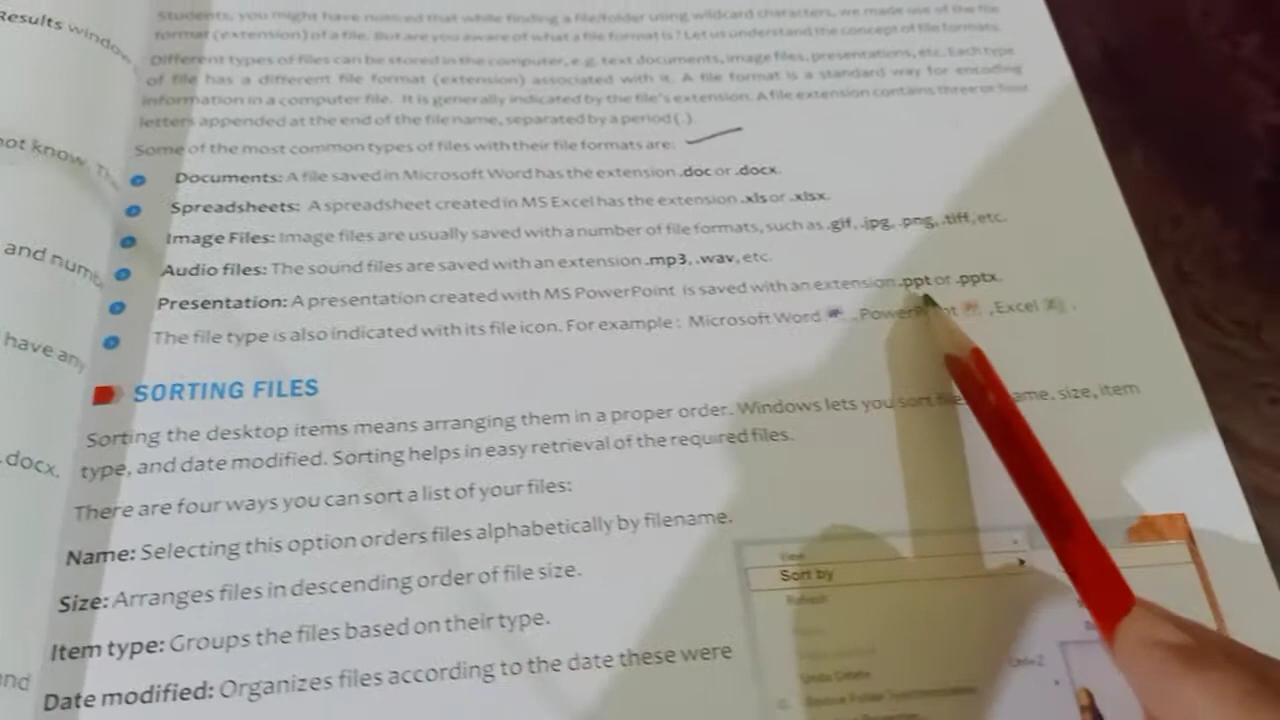 Results window
Students, you might have noticed that while finding a file/folder using wildcard characters, we made use of the file
format (extension) of a file. But are you aware of what a file format is? Let us understand the concept of file formats.
Different types of files can be stored in the computer, e.g. text documents, image files, presentations, etc. Each type
of file has a different file format (extension) associated with it. A file format is a standard way for encoding
information in a computer file. It is generally indicated by the file's extension. A file extension contains three or four
letters appended at the end of the file name, separated by a period (.).
Some of the most common types of files with their file formats are:
Documents: A file saved in Microsoft Word has the extension .doc or .docx.
Spreadsheets: A spreadsheet created in MS Excel has the extension .xls or .xlsx.
Image Files: Image files are usually saved with a number of file formats, such as .gif, .jpg, .png, .tiff, etc.
Audio files: The sound files are saved with an extension .mp3, .wav, etc.
Presentation: A presentation created with MS PowerPoint is saved with an extension .ppt or .pptx.
The file type is also indicated with its file icon. For example: Microsoft Word , PowerPoint , Excel .
SORTING FILES
Sorting the desktop items means arranging them in a proper order. Windows lets you sort name, size, item
type, and date modified. Sorting helps in easy retrieval of the required files.
There are four ways you can sort a list of your files:
Name: Selecting this option orders files alphabetically by filename.
Size: Arranges files in descending order of file size.
Item type: Groups the files based on their type.
Date modified: Organizes files according to the date these were
not know.
and
have any
.docx.
View
Sort by
Refresh
Undo Delete
Ctrl+Z